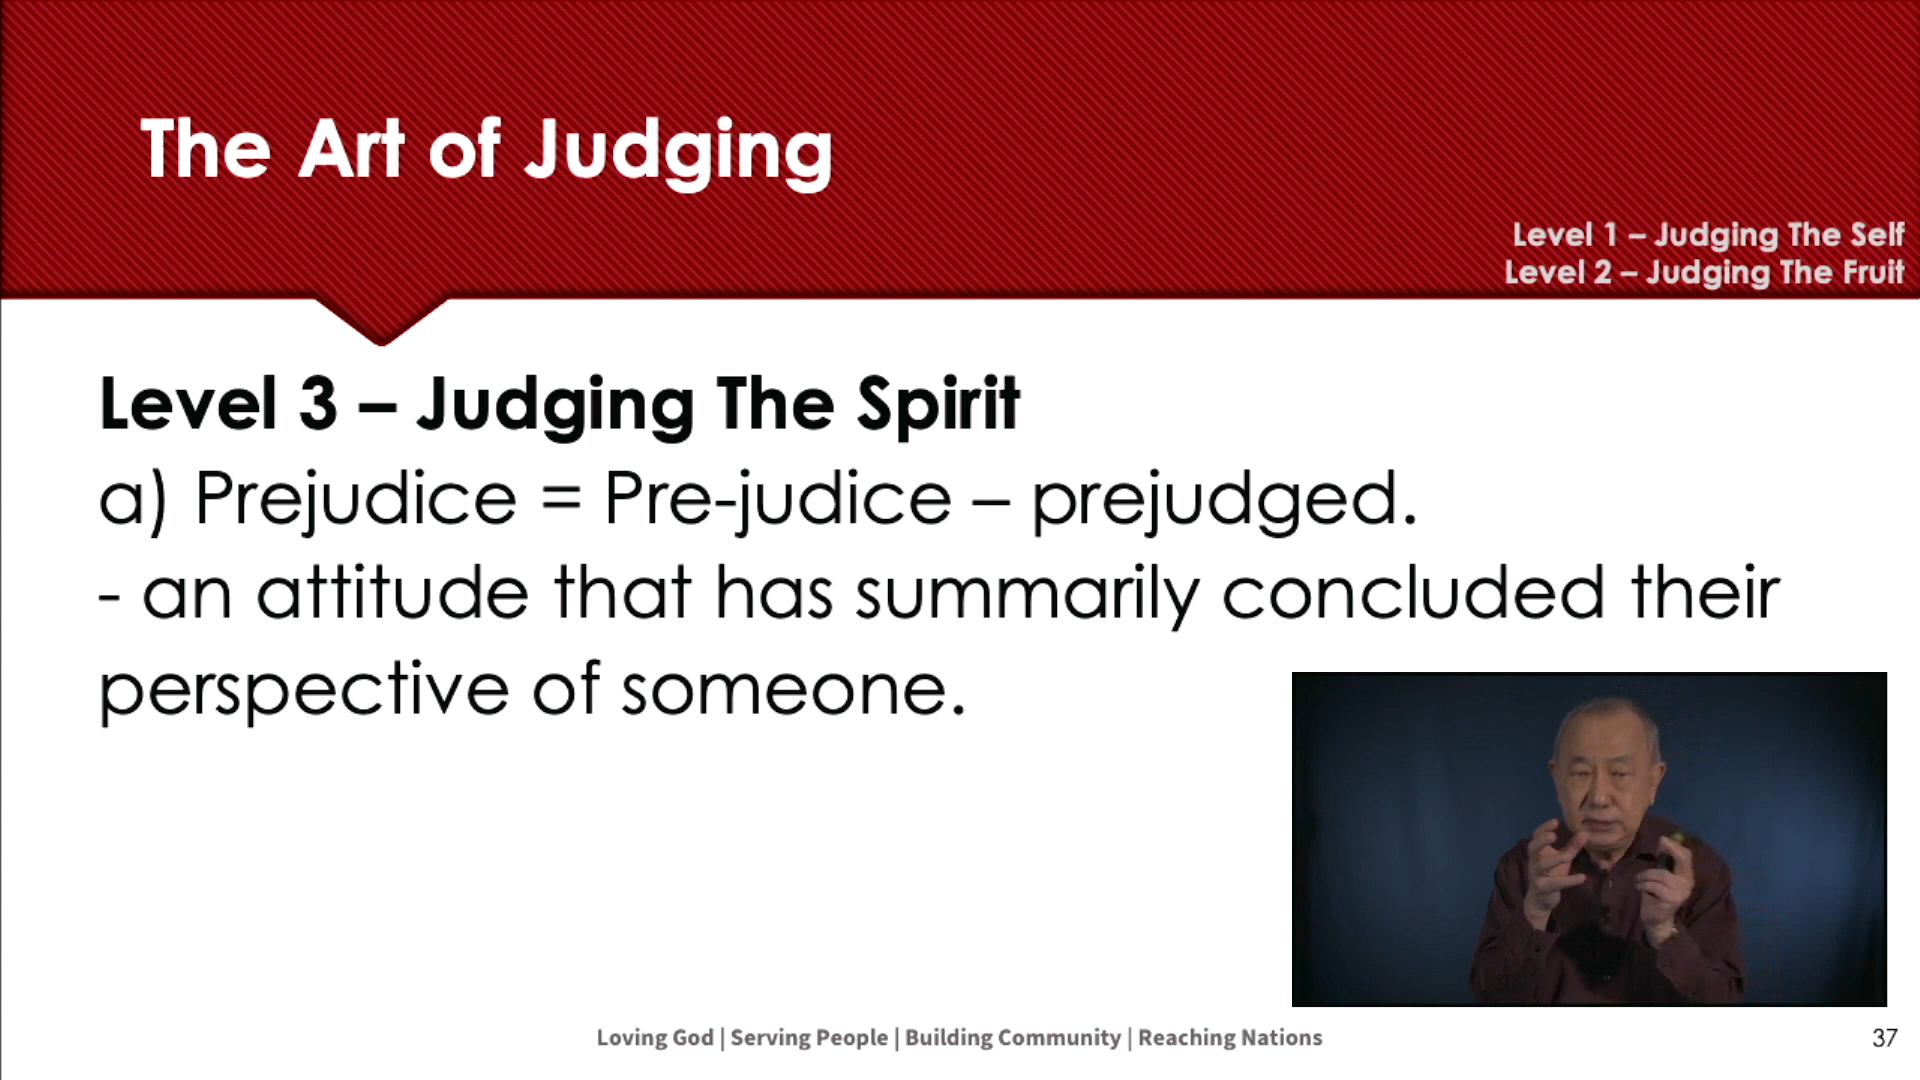 The Art of Judging
Level 1 – Judging The Self
Level 2 – Judging The Fruit
Level 3 – Judging The Spirit
a) Prejudice = Pre-judice – prejudged.
- an attitude that has summarily concluded their
perspective of someone.
Loving God | Serving People | Building Community | Reaching Nations
37